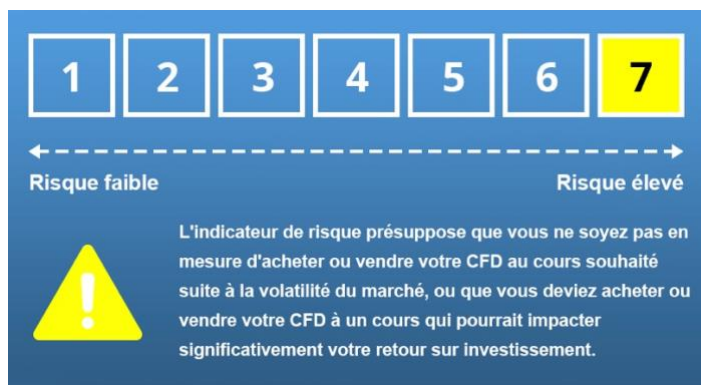 1 2 3 4 5 6 7
Risque faible Risque élevé
L'indicateur de risque présuppose que vous ne soyez pas en
mesure d'acheter ou vendre votre CFD au cours souhaité
suite à la volatilité du marché, ou que vous deviez acheter ou
vendre votre CFD à un cours qui pourrait impacter
significativement votre retour sur investissement.